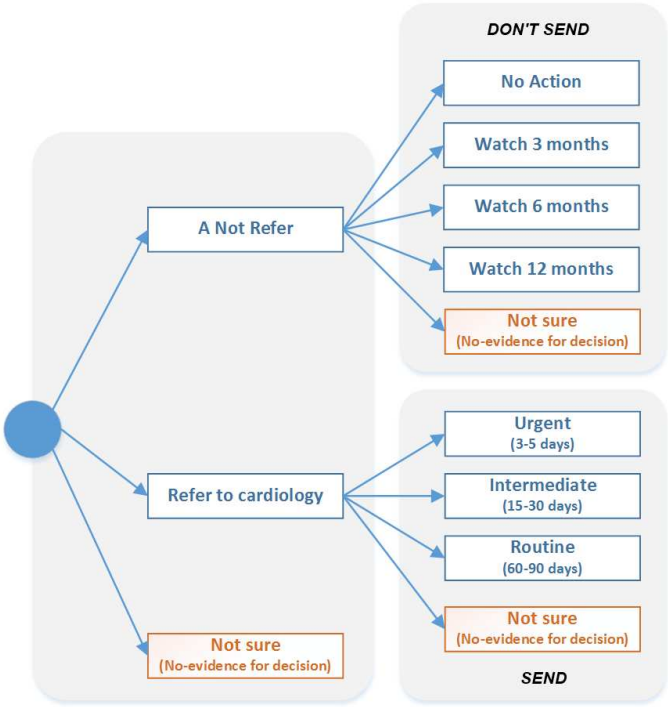 DON'T SEND
No Action
Watch 3 months
Watch 6 months
Watch 12 months
Not sure
(No-evidence for decision)
A Not Refer
Refer to cardiology
Not sure
(No-evidence for decision)
Urgent
(3-5 days)
Intermediate
(15-30 days)
Routine
(60-90 days)
Not sure
(No-evidence for decision)
SEND